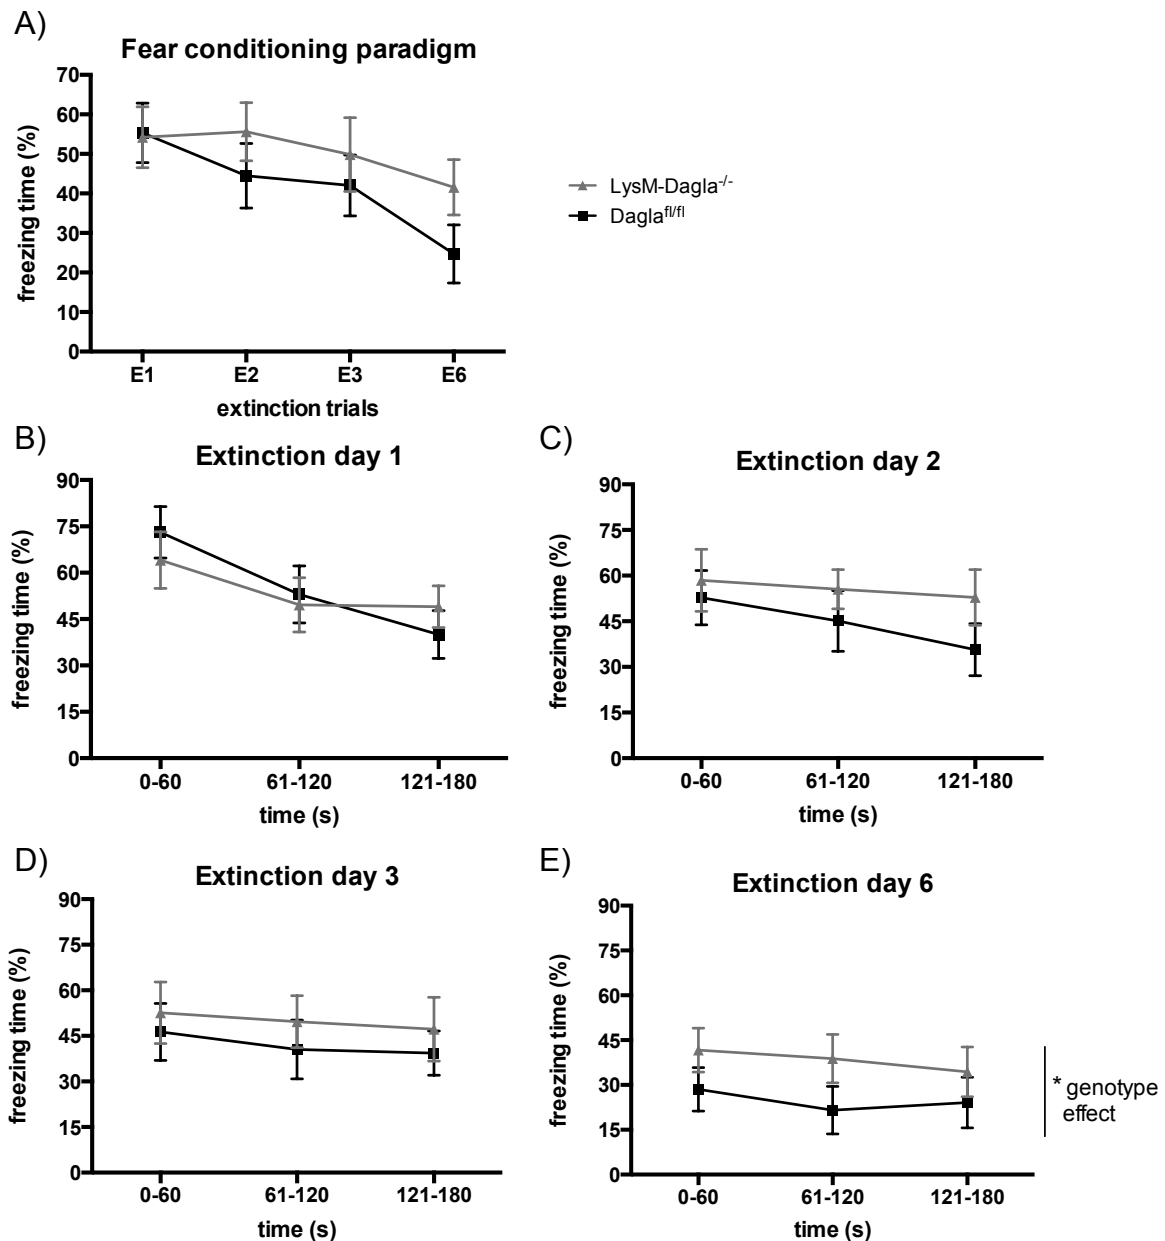 A)
Fear conditioning paradigm
freezing time (%)
70
60
50
40
30
20
10
0
E1 E2 E3 E6
extinction trials
LysM-Dagla-/-
Daglafl/fl
B)
Extinction day 1
freezing time (%)
90
75
60
45
30
15
0
0-60 61-120 121-180
time (s)
C)
Extinction day 2
freezing time (%)
90
75
60
45
30
15
0
0-60 61-120 121-180
time (s)
D)
Extinction day 3
freezing time (%)
90
75
60
45
30
15
0
0-60 61-120 121-180
time (s)
E)
Extinction day 6
freezing time (%)
90
75
60
45
30
15
0
0-60 61-120 121-180
time (s)
* genotype
effect